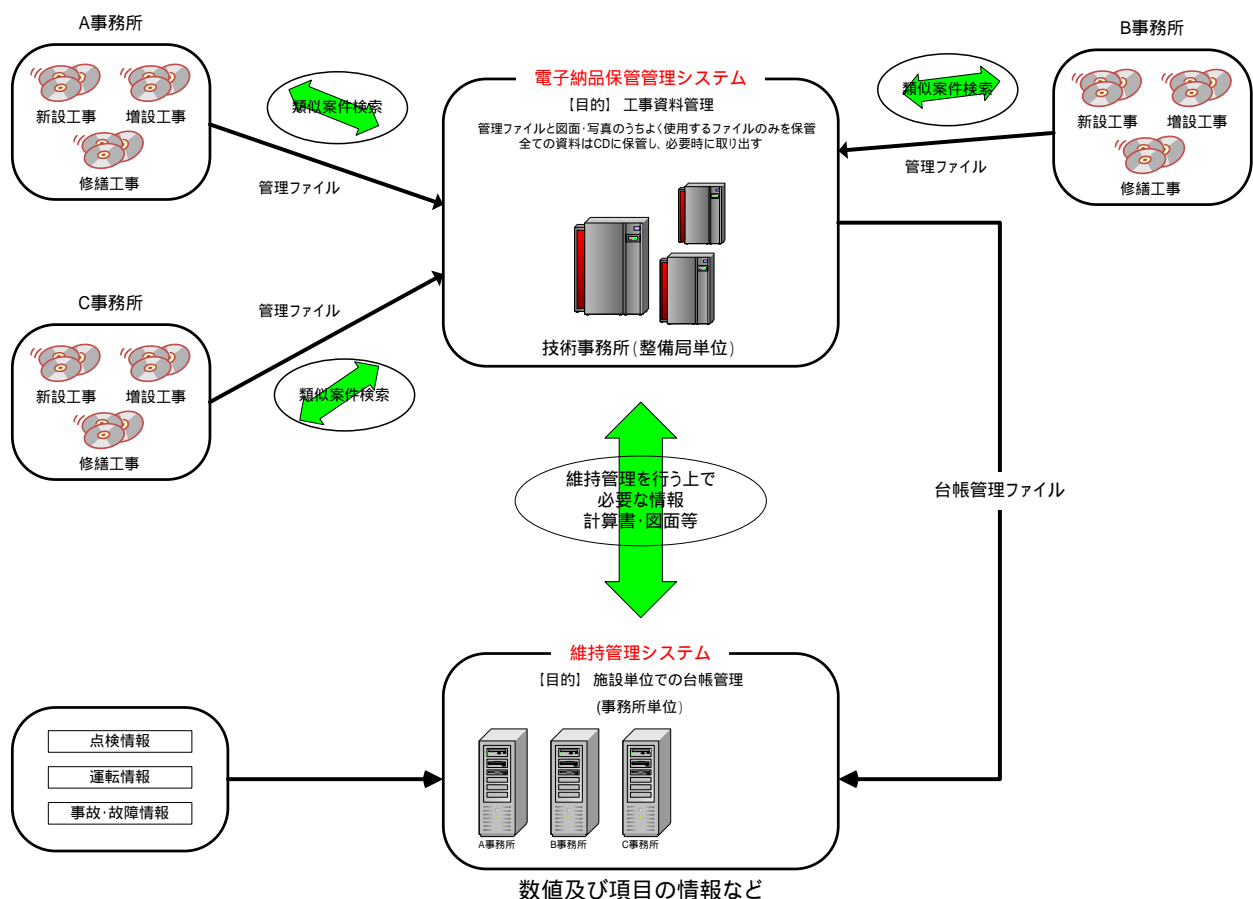 A事務所
新設工事
増設工事
修繕工事
類似案件検索
管理ファイル
電子納品保管管理システム
【目的】 工事資料管理
管理ファイルと図面・写真のうちよく使用するファイルのみを保管
全ての資料はCDに保管し、必要時に取り出す
技術事務所(整備局単位)
B事務所
新設工事
増設工事
修繕工事
類似案件検索
管理ファイル
C事務所
新設工事
増設工事
修繕工事
管理ファイル
類似案件検索
維持管理を行う上で
必要な情報
計算書・図面等
台帳管理ファイル
維持管理システム
【目的】 施設単位での台帳管理
(事務所単位)
A事務所
B事務所
C事務所
点検情報
運転情報
事故・故障情報
数値及び項目の情報など